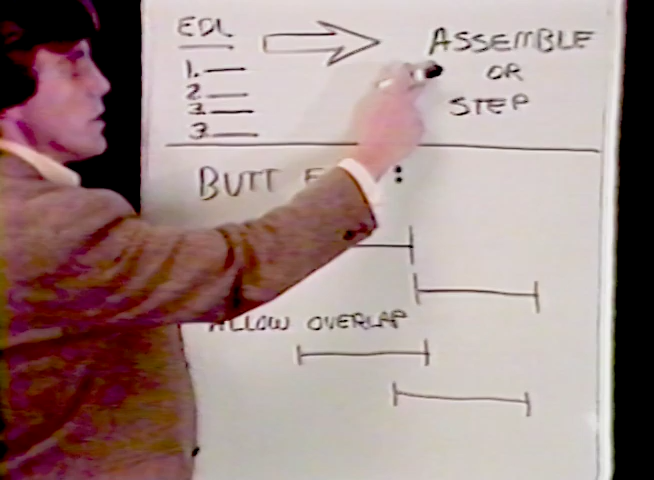 EDL
ASSEMBLE
1.
OR
2.
STEP
3.
3.
BUTT
:
ALLOW OVERLAP